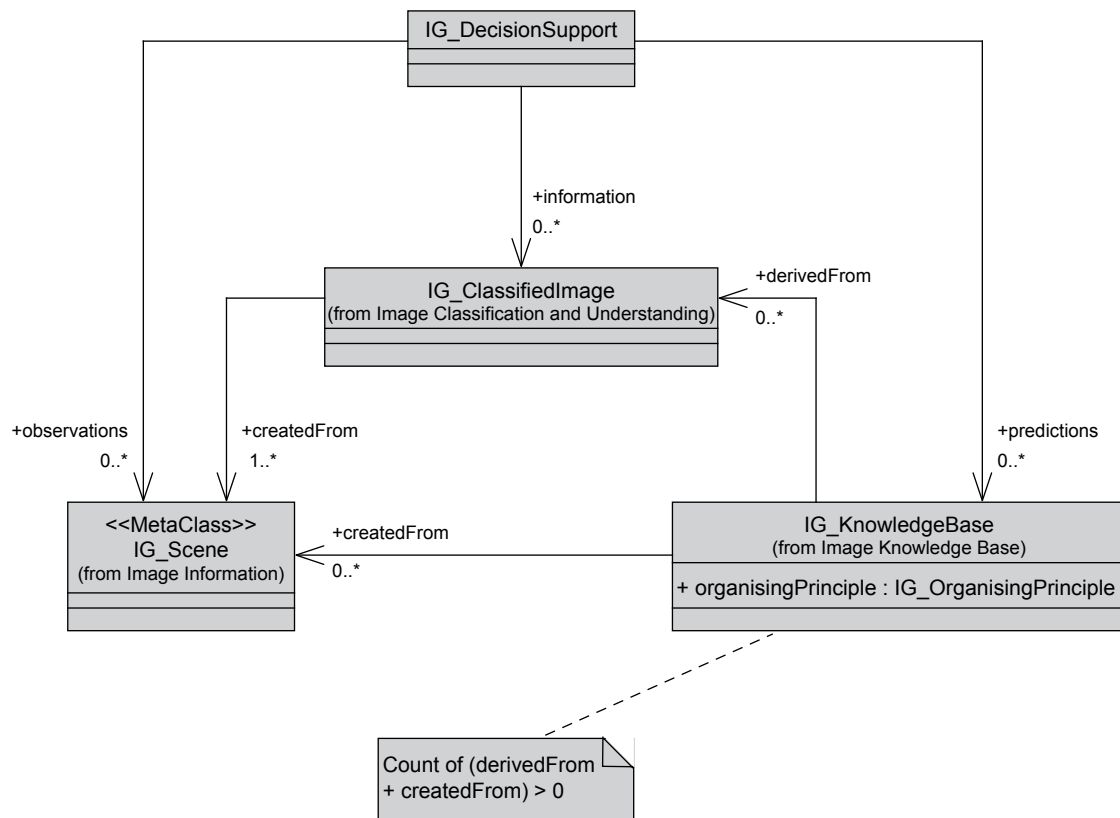 IG_DecisionSupport
+information
0..*
IG_ClassifiedImage
(from Image Classification and Understanding)
+derivedFrom
0..*
+observations
0..*
+createdFrom
1..*
+predictions
0..*
<<MetaClass>>
IG_Scene
(from Image Information)
+createdFrom
0..*
IG_KnowledgeBase
(from Image Knowledge Base)
+ organisingPrinciple : IG_OrganisingPrinciple
Count of (derivedFrom
+ createdFrom) > 0